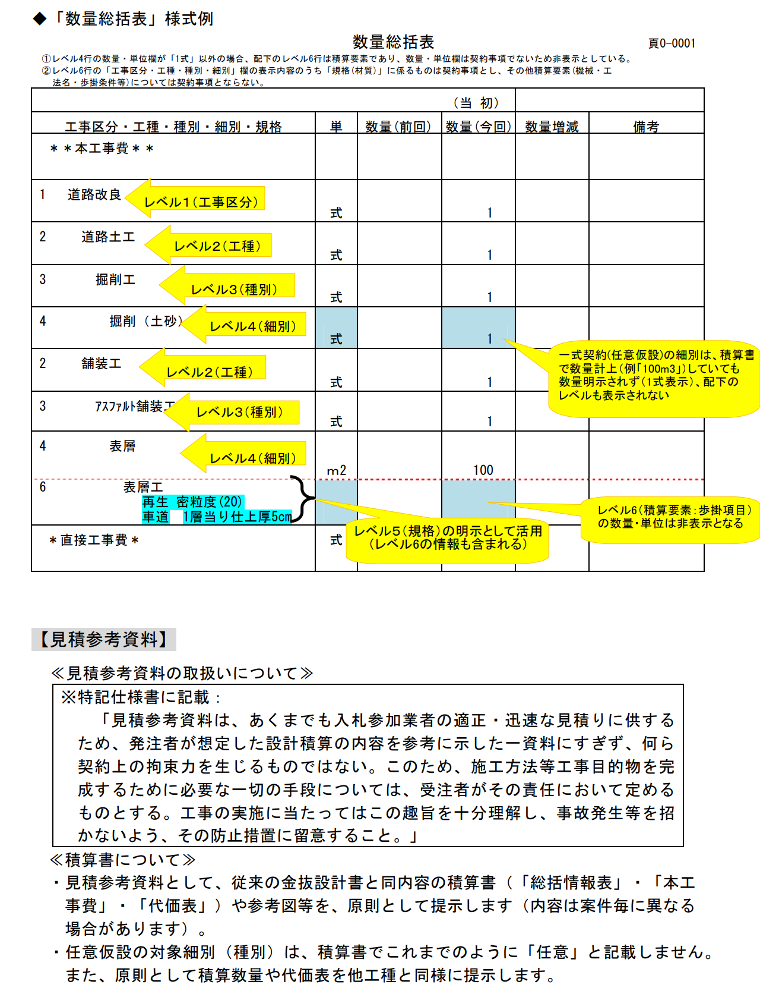 ◆「数量総括表」様式例
数量総括表
頁0-0001
①レベル4行の数量・単位欄が「1式」以外の場合、配下のレベル6行は積算要素であり、数量・単位欄は契約事項でないため非表示としている。
②レベル6行の「工事区分・工種・種別・細別」欄の表示内容のうち「規格(材質)」に係るものは契約事項とし、その他積算要素(機械・工
法名・歩掛条件等)については契約事項とならない。
（当 初）
工事区分・工種・種別・細別・規格 単 数量(前回) 数量(今回) 数量増減 備考
＊＊本工事費＊＊
1 道路改良 レベル１（工事区分） 式 1
2 道路土工 レベル２（工種） 式 1
3 掘削工 レベル３（種別） 式 1
4 掘削（土砂） レベル４（細別） 式 1
一式契約(任意仮設)の細別は、積算書
で数量計上（例「100m3」）していても
数量明示されず（1式表示）、配下の
レベルも表示されない
2 舗装工 レベル２（工種） 式 1
3 ｱｽﾌｧﾙﾄ舗装工 レベル３（種別） 式 1
4 表層 レベル４（細別） ｍ2 100
6 表層工
再生 密粒度(20)
車道 1層当り仕上厚5cm
レベル6（積算要素：歩掛項目）
の数量・単位は非表示となる
レベル５（規格）の明示として活用
（レベル6の情報も含まれる）
＊直接工事費＊ 式
【見積参考資料】
≪見積参考資料の取扱いについて≫
※特記仕様書に記載：
「見積参考資料は、あくまでも入札参加業者の適正・迅速な見積りに供する
ため、発注者が想定した設計積算の内容を参考に示した一資料にすぎず、何ら
契約上の拘束力を生じるものではない。このため、施工方法等工事目的物を完
成するために必要な一切の手段については、受注者がその責任において定める
ものとする。工事の実施に当たってはこの趣旨を十分理解し、事故発生等を招
かないよう、その防止措置に留意すること。」
≪積算書について≫
・見積参考資料として、従来の金抜設計書と同内容の積算書（「総括情報表」・「本工
事費」・「代価表」）や参考図等を、原則として提示します（内容は案件毎に異なる
場合があります）。
・任意仮設の対象細別（種別）は、積算書でこれまでのように「任意」と記載しません。
また、原則として積算数量や代価表を他工種と同様に提示します。